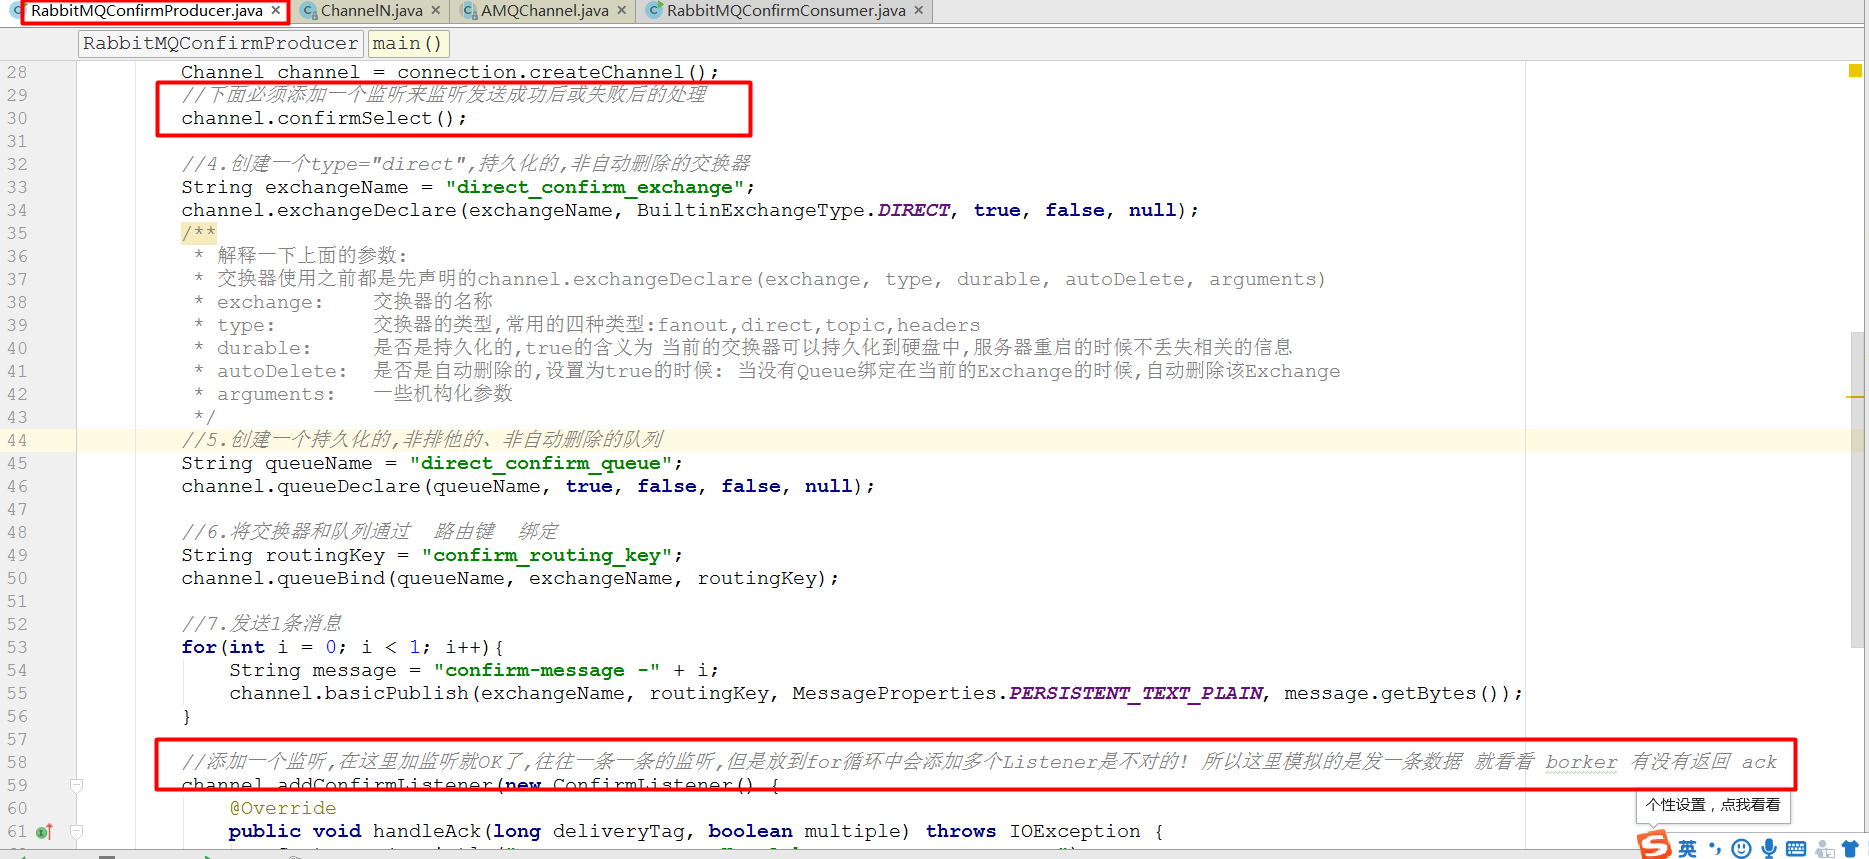 RabbitMQConfirmProducer.java × ChannelN.java × AMQChannel.java × RabbitMQConfirmConsumer.java ×
RabbitMQConfirmProducer main()
28 Channel channel = connection.createChannel();
29 //下面必须添加一个监听来监听发送成功后或失败后的处理
30 channel.confirmSelect();
31
32 //4.创建一个type="direct",持久化的,非自动删除的交换器
33 String exchangeName = "direct_confirm_exchange";
34 channel.exchangeDeclare(exchangeName, BuiltinExchangeType.DIRECT, true, false, null);
35 /**
36 * 解释一下上面的参数:
37 * 交换器使用之前都是先声明的channel.exchangeDeclare(exchange, type, durable, autoDelete, arguments)
38 * exchange: 交换器的名称
39 * type: 交换器的类型,常用的四种类型:fanout,direct,topic,headers
40 * durable: 是否是持久化的,true的含义为 当前的交换器可以持久化到硬盘中,服务器重启的时候不丢失相关的信息
41 * autoDelete: 是否是自动删除的,设置为true的时候: 当没有Queue绑定在当前的Exchange的时候,自动删除该Exchange
42 * arguments: 一些机构化参数
43 */
44 //5.创建一个持久化的,非排他的、非自动删除的队列
45 String queueName = "direct_confirm_queue";
46 channel.queueDeclare(queueName, true, false, false, null);
47
48 //6.将交换器和队列通过 路由键 绑定
49 String routingKey = "confirm_routing_key";
50 channel.queueBind(queueName, exchangeName, routingKey);
51
52 //7.发送1条消息
53 for(int i = 0; i < 1; i++){
54 String message = "confirm-message -" + i;
55 channel.basicPublish(exchangeName, routingKey, MessageProperties.PERSISTENT_TEXT_PLAIN, message.getBytes());
56 }
57
58 //添加一个监听,在这里加监听就OK了,往往一条一条的监听,但是放到for循环中会添加多个Listener是不对的! 所以这里模拟的是发一条数据 就看看 borker 有没有返回 ack
59 channel.addConfirmListener(new ConfirmListener() {
60 @Override
61 public void handleAck(long deliveryTag, boolean multiple) throws IOException {
个性设置，点我看看
英